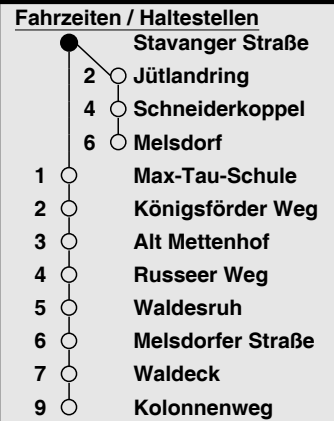 Fahrzeiten / Haltestellen
Stavanger Straße
2 Jütlandring
4 Schneiderkoppel
6 Melsdorf
1 Max-Tau-Schule
2 Königsförder Weg
3 Alt Mettenhof
4 Russeer Weg
5 Waldesruh
6 Melsdorfer Straße
7 Waldeck
9 Kolonnenweg